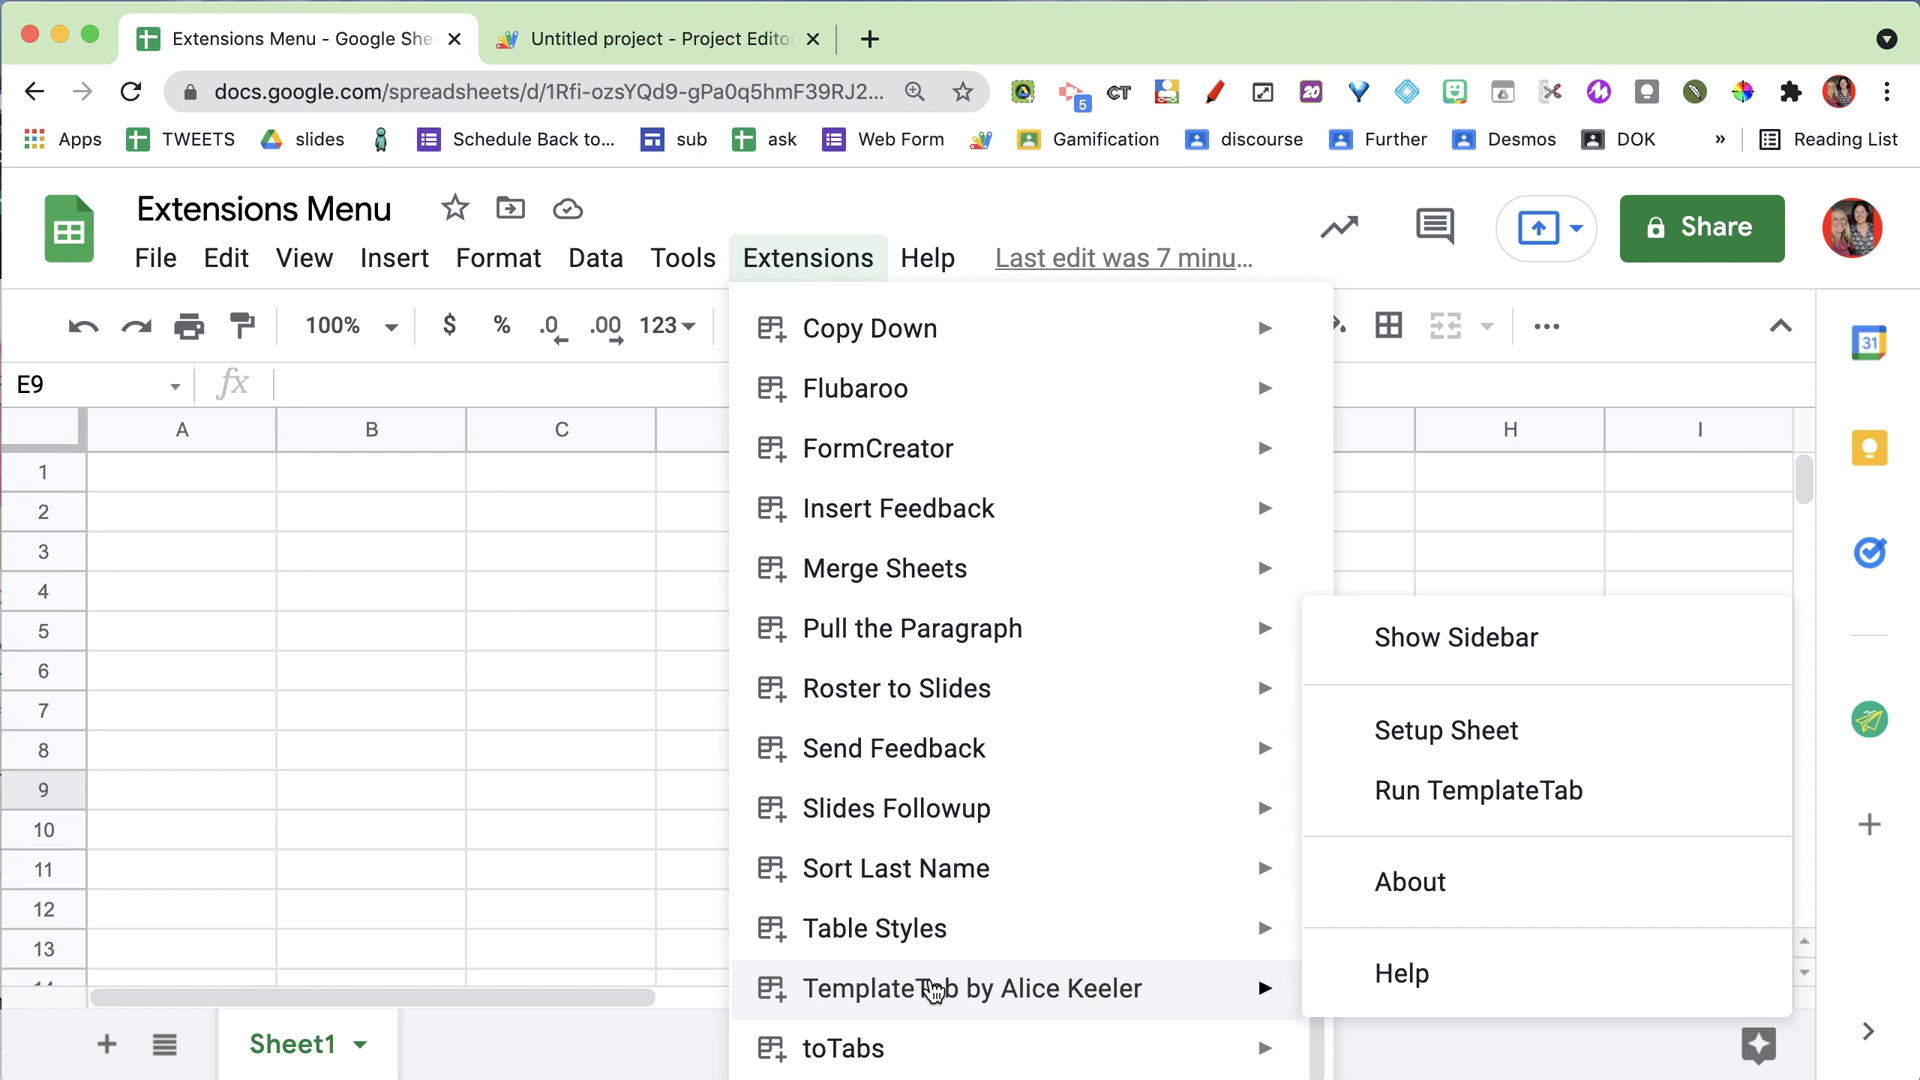 Extensions Menu - Google She
Untitled project - Project Edito
docs.google.com/spreadsheets/d/1Rfi-ozsYQd9-gPa0q5hmF39RJ2...
5
CT
20
Apps
TWEETS
slides
Schedule Back to...
sub
ask
Web Form
Gamification
discourse
Further
Desmos
DOK
»
Reading List
Extensions Menu
Share
File Edit View Insert Format Data Tools Extensions Help Last edit was 7 minu...
100% $ % .0 .00 123
31
E9 fx
A B C H I
1
2
3
4
5
6
7
8
9
10
11
12
13
14
Copy Down
Flubaroo
FormCreator
Insert Feedback
Merge Sheets
Pull the Paragraph
Roster to Slides
Send Feedback
Slides Followup
Sort Last Name
Table Styles
TemplateTab by Alice Keeler
toTabs
Show Sidebar
Setup Sheet
Run TemplateTab
About
Help
Sheet1